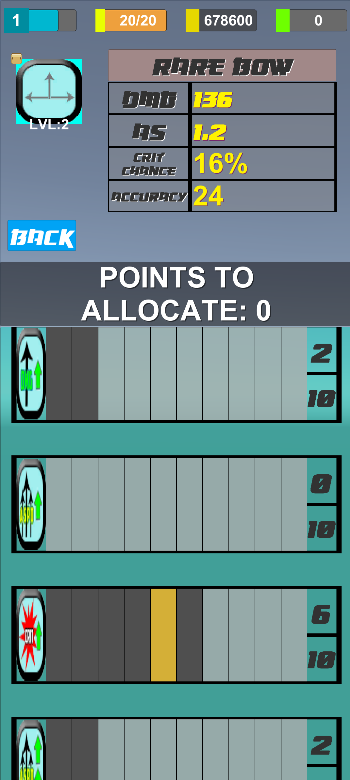 1 20/20 678600 0
RARE BOW
DMG 136
AS 1.2
CRIT CHANCE 16%
ACCURACY 24
LVL:2
BACK
POINTS TO
ALLOCATE: 0
2
10
0
10
6
10
2